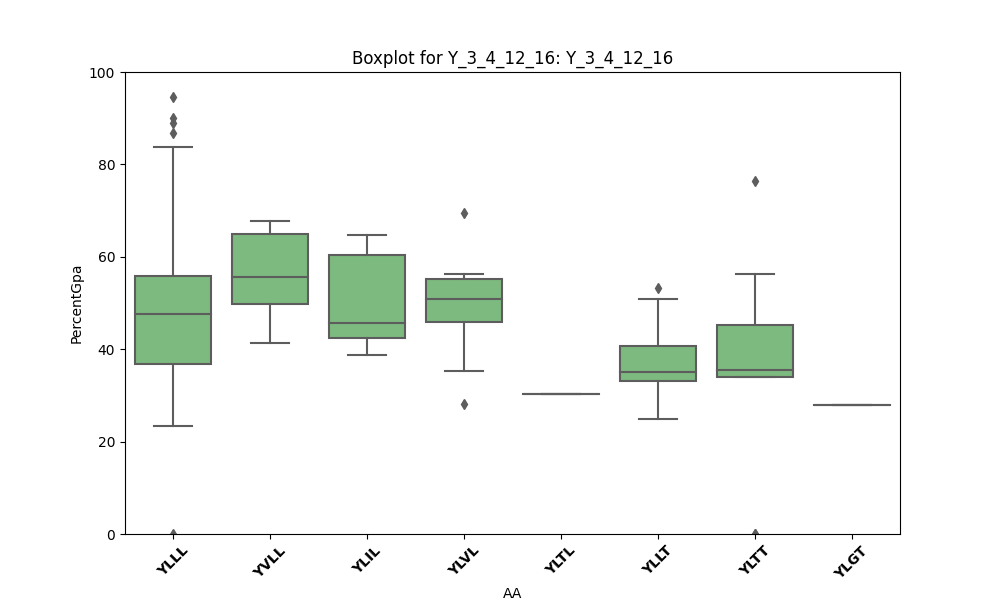 Boxplot for Y_3_4_12_16: Y_3_4_12_16
100
80
60
40
20
0
PercentGpa
YLLL YVLL YLIL YLVL YLTL YLLT YLTT YLGT
AA